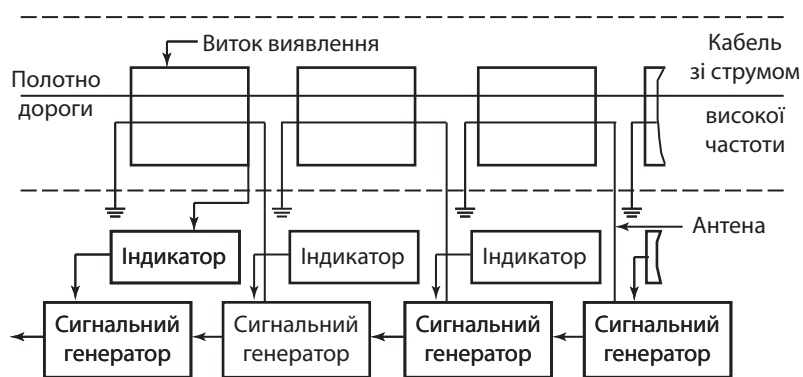 Виток виявлення
Кабель
зі струмом
Полотно
дороги
високої
частоти
Антена
Індикатор
Індикатор
Індикатор
Сигнальний
генератор
Сигнальний
генератор
Сигнальний
генератор
Сигнальний
генератор